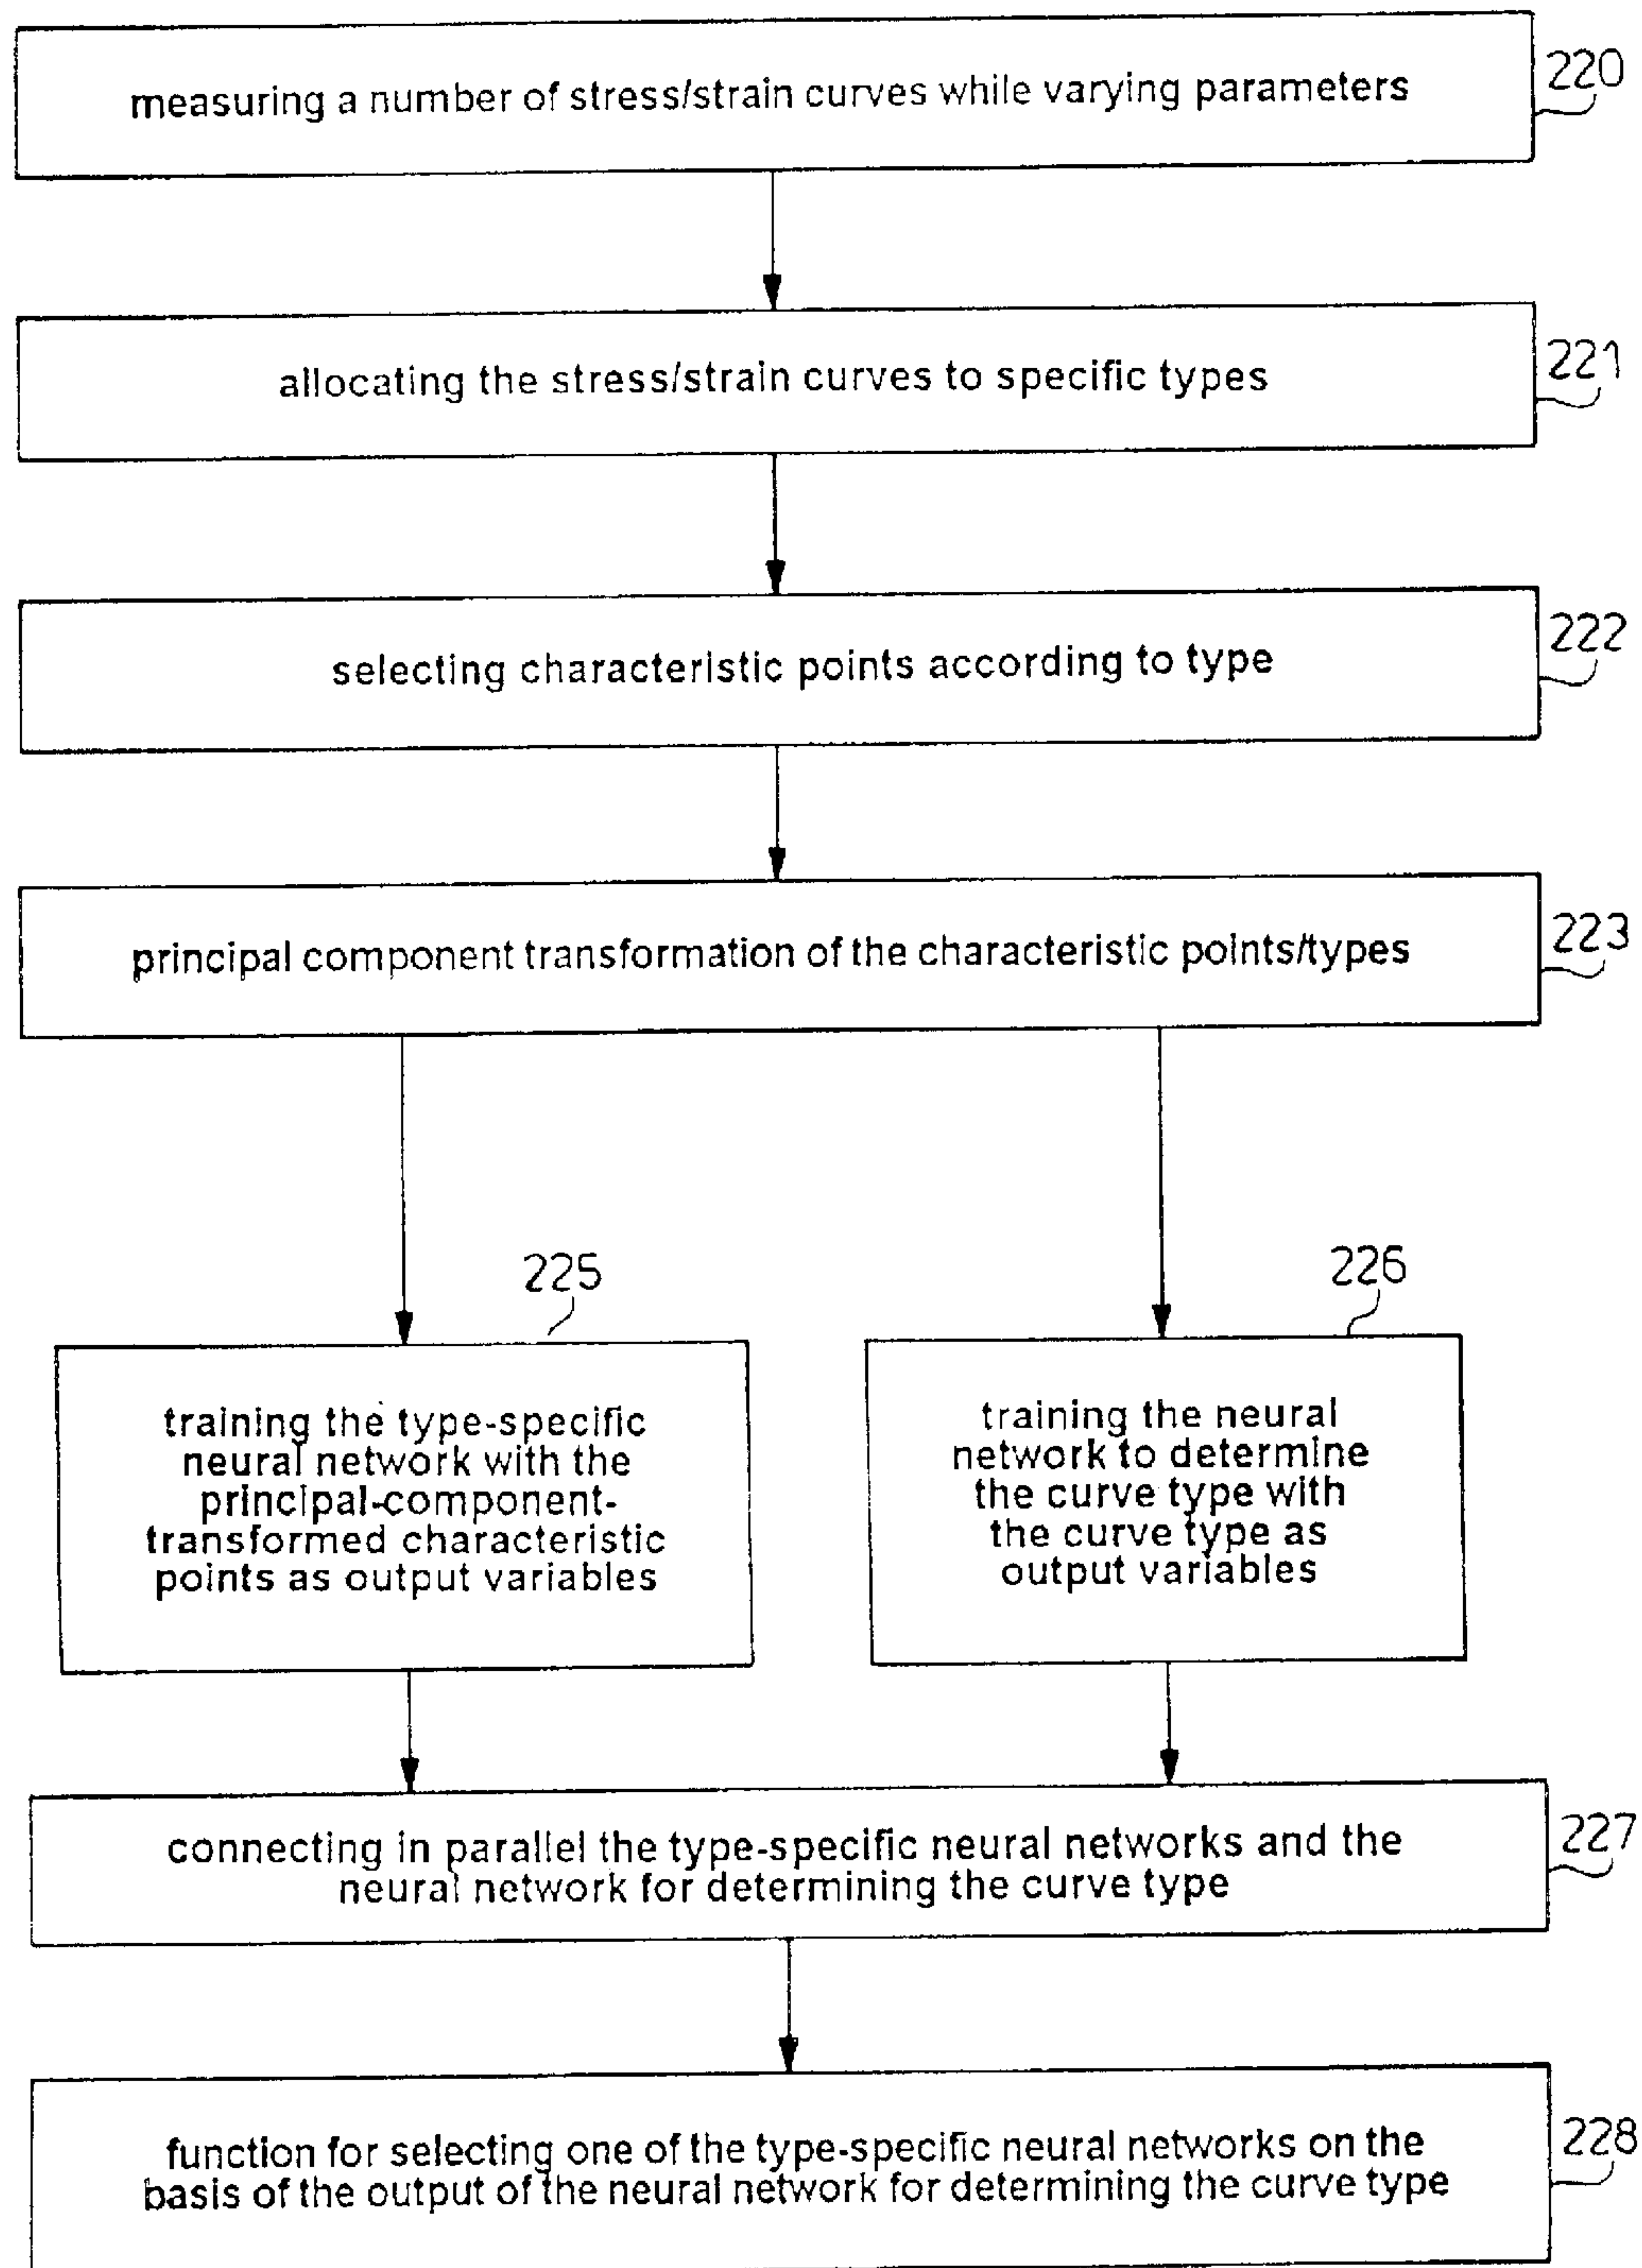 measuring a number of stress/strain curves while varying parameters
220
allocating the stress/strain curves to specific types
221
selecting characteristic points according to type
222
principal component transformation of the characteristic points/types
223
225
training the type-specific
neural network with the
principal-component-
transformed characteristic
points as output variables
226
training the neural
network to determine
the curve type with
the curve type as
output variables
connecting in parallel the type-specific neural networks and the
neural network for determining the curve type
227
function for selecting one of the type-specific neural networks on the
basis of the output of the neural network for determining the curve type
228